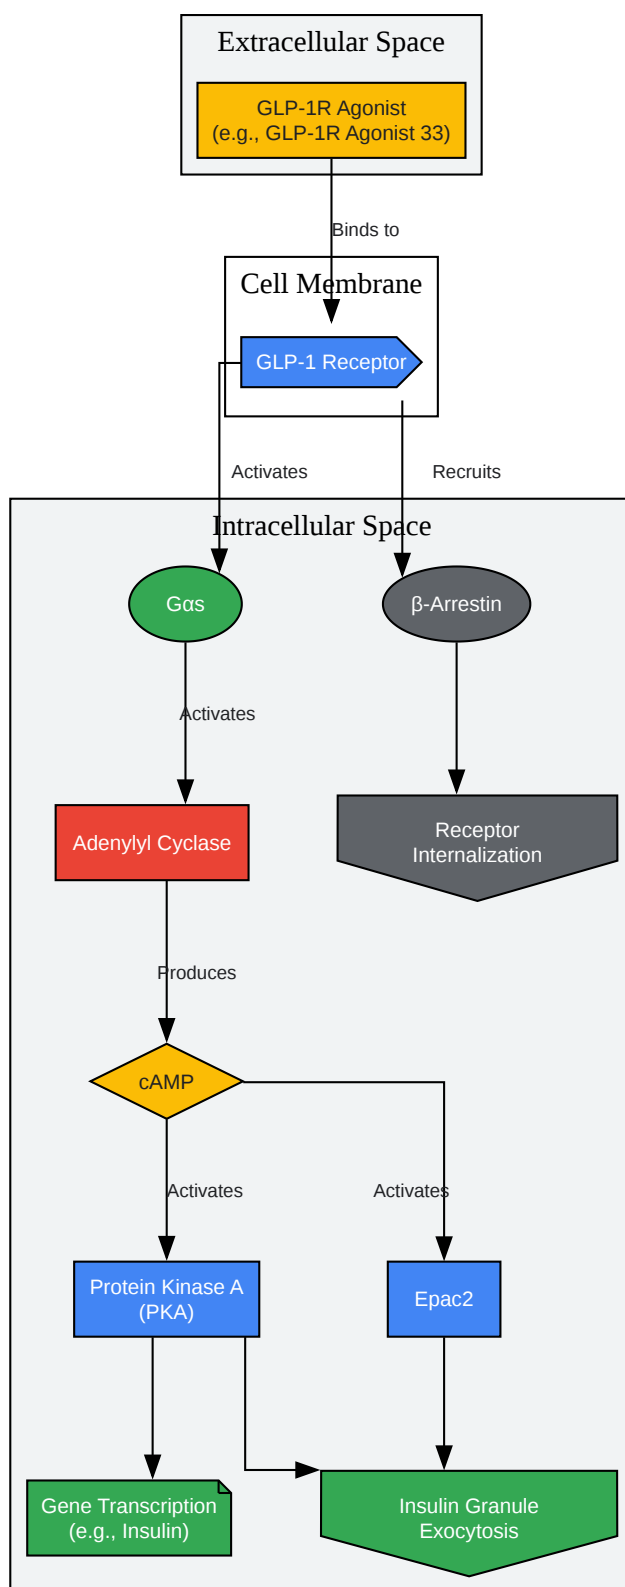 Extracellular Space
GLP-1R Agonist
(e.g., GLP-1R Agonist 33)
Binds to
Cell Membrane
GLP-1 Receptor
Activates
Recruits
Intracellular Space
Gαs
β-Arrestin
Activates
Adenylyl Cyclase
Receptor
Internalization
Produces
cAMP
Activates
Activates
Protein Kinase A
(PKA)
Epac2
Gene Transcription
(e.g., Insulin)
Insulin Granule
Exocytosis